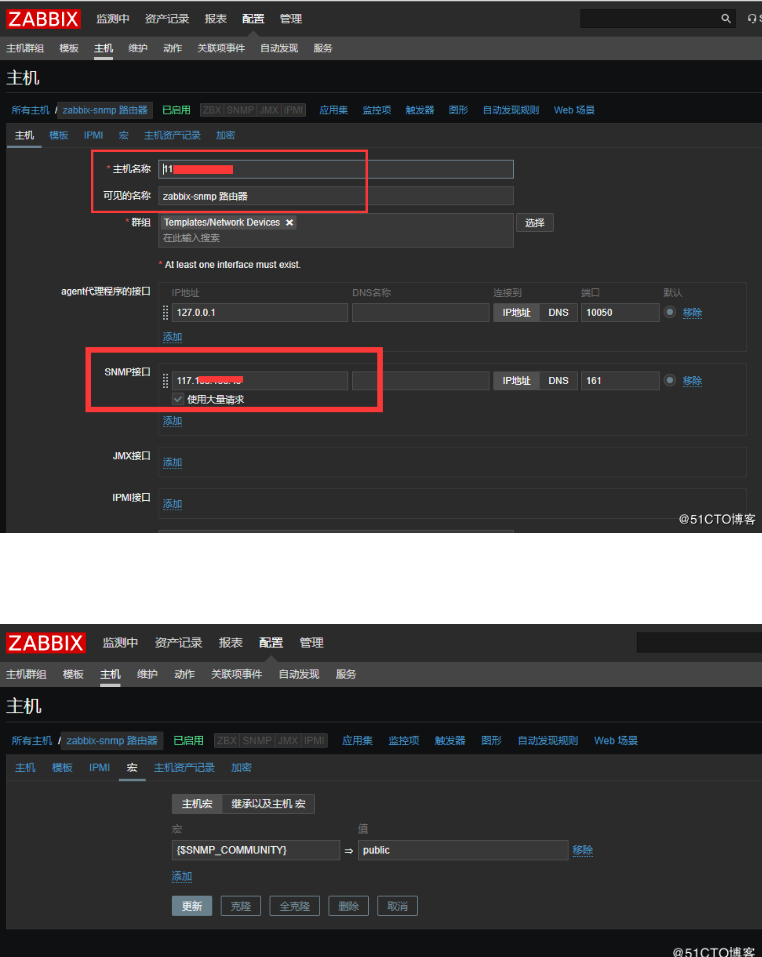 ZABBIX 监测中 资产记录 报表 配置 管理
主机群组 模板 主机 维护 动作 关联项事件 自动发现 服务
主机
所有主机 / zabbix-snmp 路由器 已启用 ZBX SNMP JMX IPMI 应用集 监控项 触发器 图形 自动发现规则 Web 场景
主机 模板 IPMI 宏 主机资产记录 加密
* 主机名称 11
可见的名称 zabbix-snmp 路由器
* 群组 Templates/Network Devices ✖ 选择
在此输入搜索
* At least one interface must exist.
agent代理程序的接口 IP地址 DNS名称 连接到 端口 默认
127.0.0.1 IP地址 DNS 10050 移除
添加
SNMP接口 117.1 IP地址 DNS 161 移除
使用大量请求
添加
JMX接口 添加
IPMI接口 添加
@51CTO博客
ZABBIX 监测中 资产记录 报表 配置 管理
主机群组 模板 主机 维护 动作 关联项事件 自动发现 服务
主机
所有主机 / zabbix-snmp 路由器 已启用 ZBX SNMP JMX IPMI 应用集 监控项 触发器 图形 自动发现规则 Web 场景
主机 模板 IPMI 宏 主机资产记录 加密
主机宏 继承以及主机 宏
宏 值
{$SNMP_COMMUNITY} ⇒ public 移除
添加
更新 克隆 全克隆 删除 取消
@51CTO博客